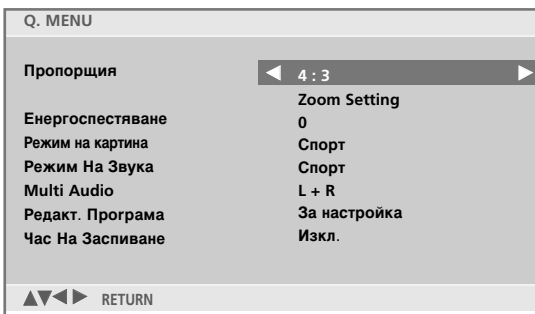 Q. MENU
Пропорщия 4 : 3
Zoom Setting
Енергоспестяване 0
Режим на картина Спорт
Режим На Звука Спорт
Multi Audio L + R
Редакт. Програма За настройка
Час На Заспиване Изкл.
RETURN